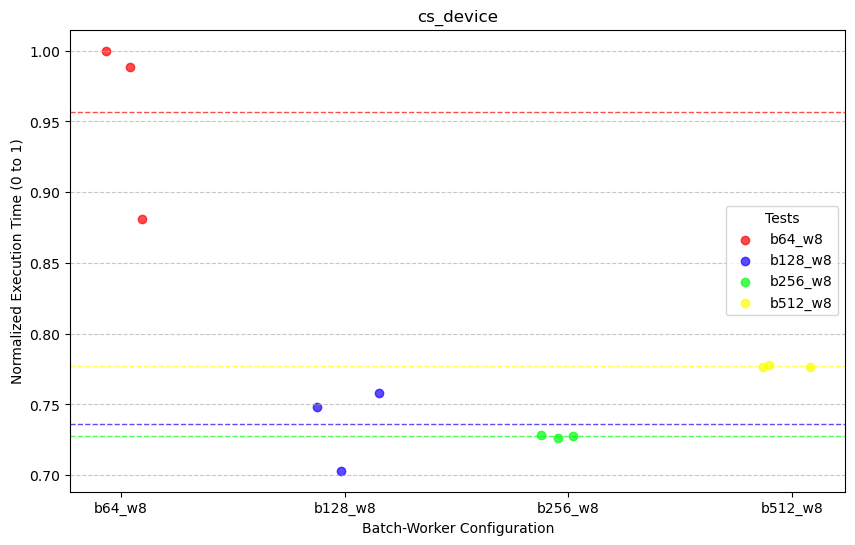 cs_device
Normalized Execution Time (0 to 1)
1.00
0.95
0.90
0.85
0.80
0.75
0.70
Tests
b64_w8
b128_w8
b256_w8
b512_w8
b64_w8
b128_w8
b256_w8
b512_w8
Batch-Worker Configuration